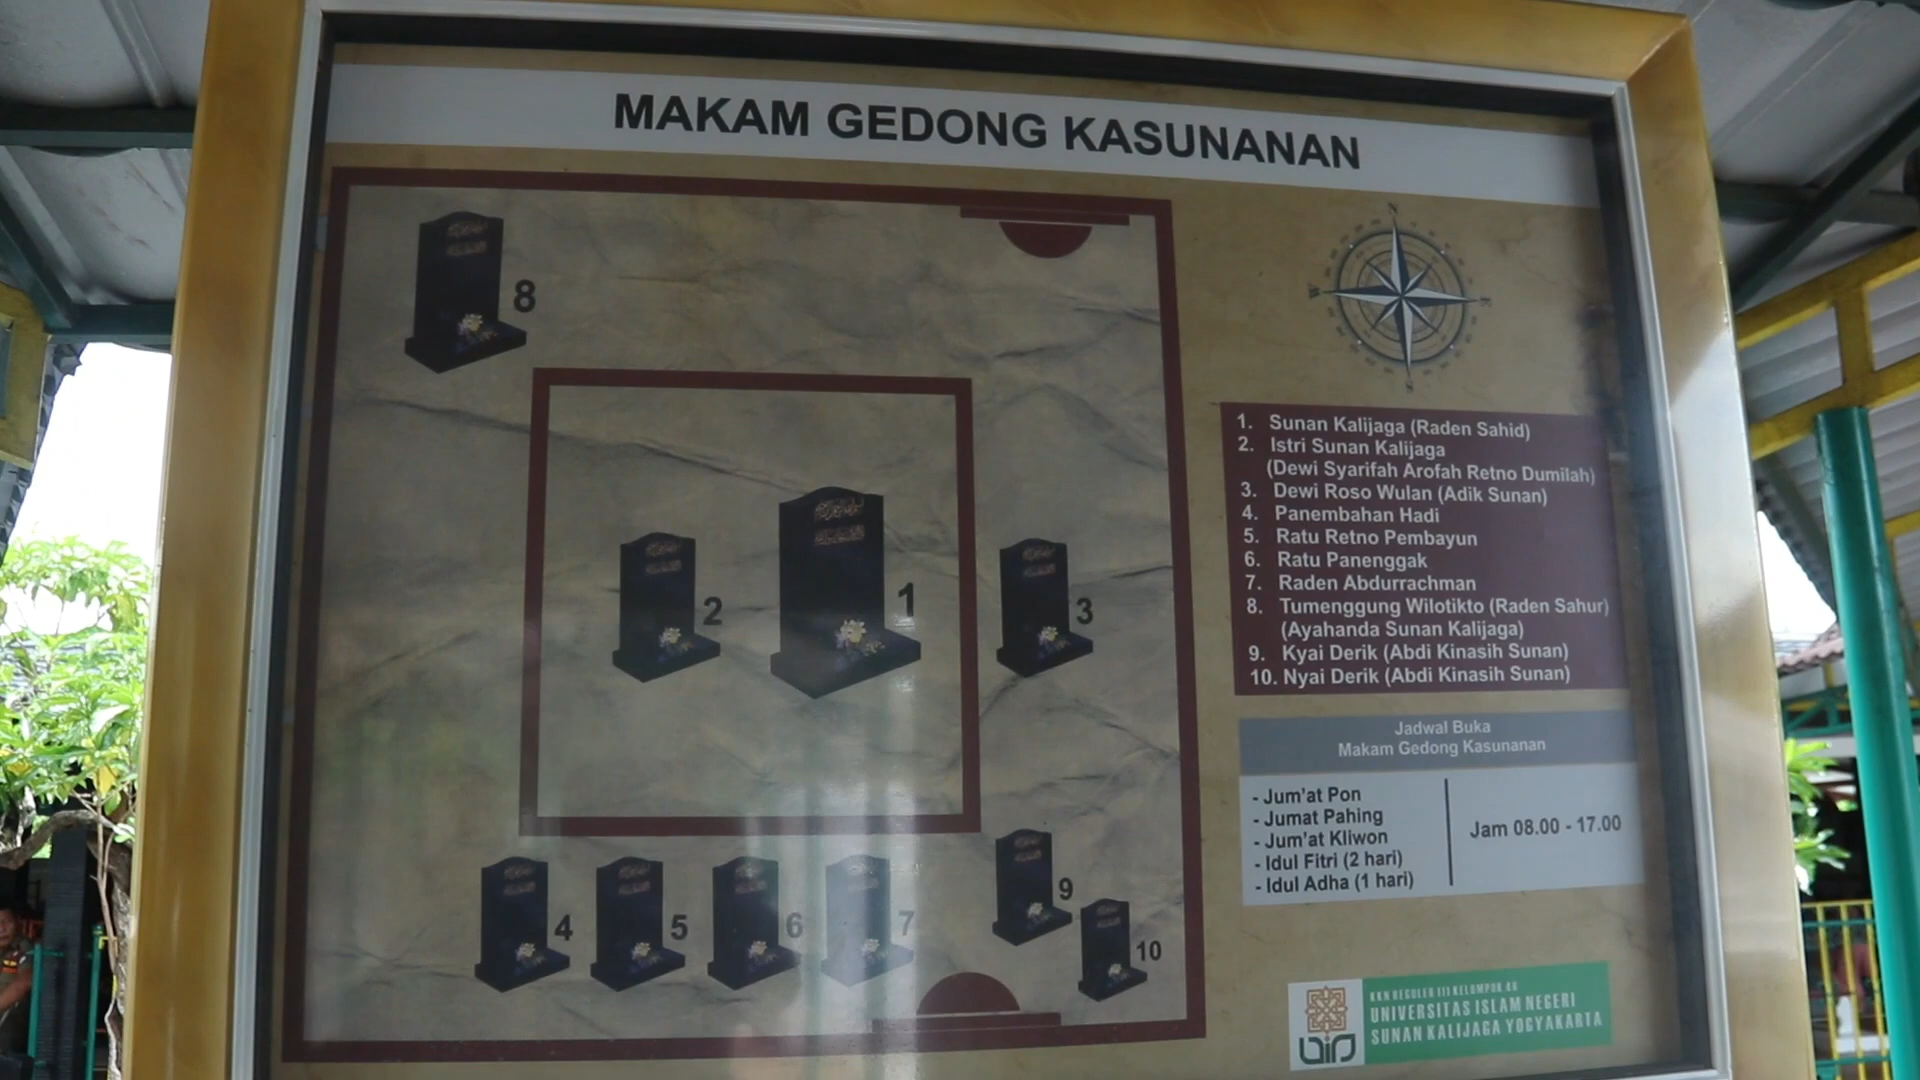 MAKAM GEDONG KASUNANAN
N
W
E
S
8
2
1
3
4
5
6
7
9
10
1. Sunan Kalijaga (Raden Sahid)
2. Istri Sunan Kalijaga
(Dewi Syarifah Arofah Retno Dumilah)
3. Dewi Roso Wulan (Adik Sunan)
4. Panembahan Hadi
5. Ratu Retno Pembayun
6. Ratu Panenggak
7. Raden Abdurrachman
8. Tumenggung Wilotikto (Raden Sahur)
(Ayahanda Sunan Kalijaga)
9. Kyai Derik (Abdi Kinasih Sunan)
10. Nyai Derik (Abdi Kinasih Sunan)
Jadwal Buka
Makam Gedong Kasunanan
- Jum'at Pon
- Jumat Pahing
- Jum'at Kliwon
- Idul Fitri (2 hari)
- Idul Adha (1 hari)
Jam 08.00 - 17.00
KKN REGULER III KELOMPOK 48
UNIVERSITAS ISLAM NEGERI
SUNAN KALIJAGA YOGYAKARTA